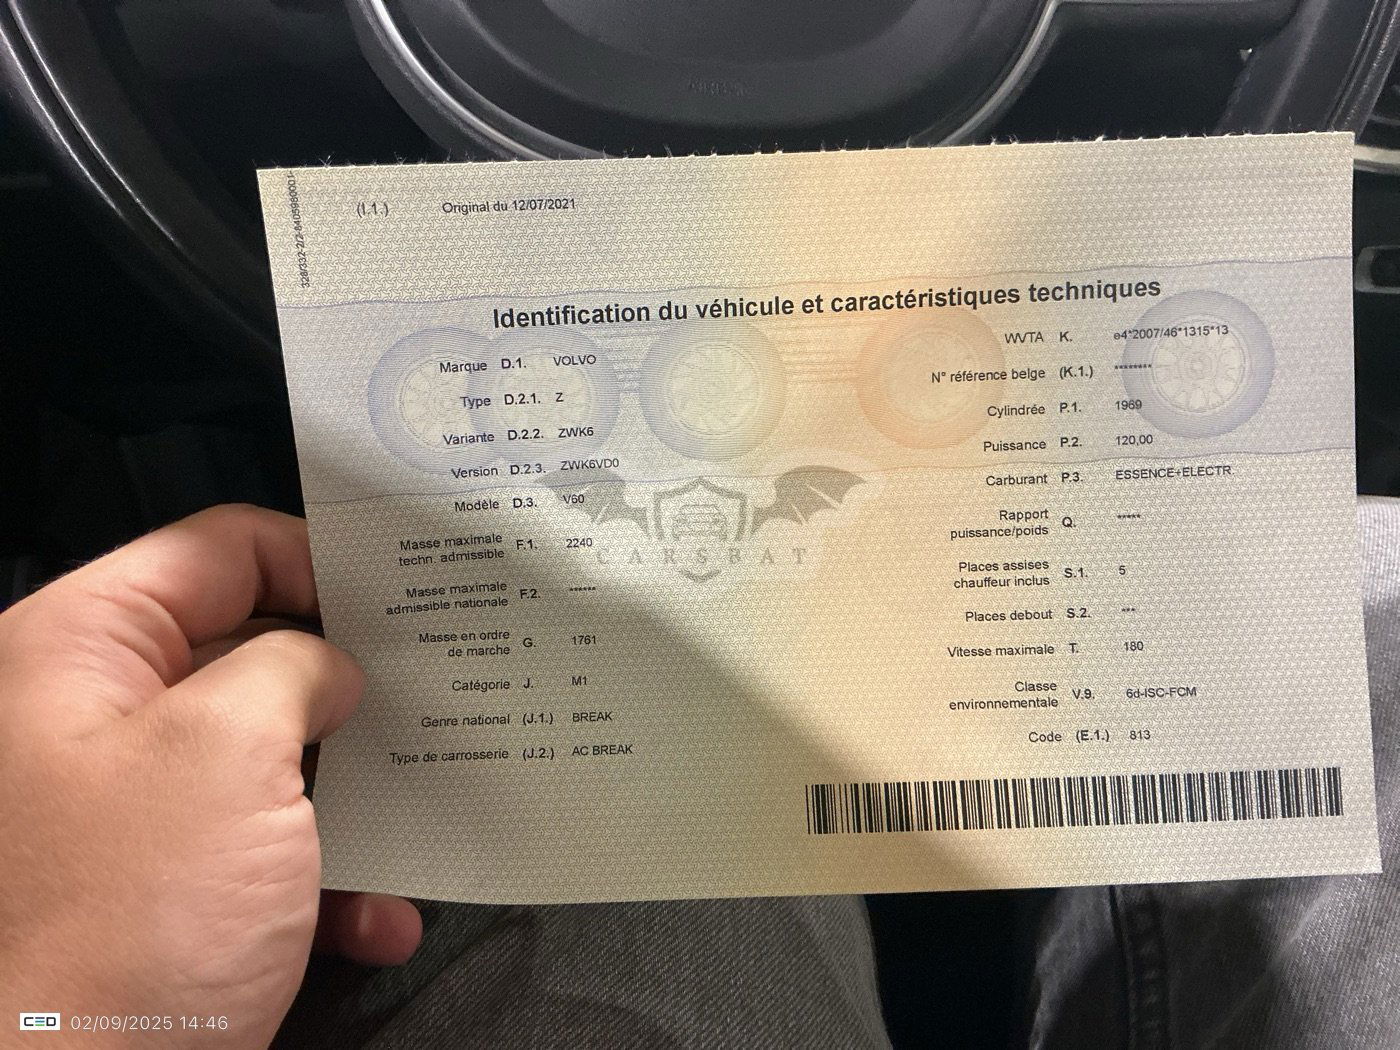 (I.1.) Original du 12/07/2021
Identification du véhicule et caractéristiques techniques
Marque D.1. VOLVO
Type D.2.1. Z
Variante D.2.2. ZWK6
Version D.2.3. ZWK6VD0
Modèle D.3. V60
Masse maximale
techn. admissible F.1. 2240
Masse maximale
admissible nationale F.2. ******
Masse en ordre
de marche G. 1761
Catégorie J. M1
Genre national (J.1.) BREAK
Type de carrosserie (J.2.) AC BREAK
WVTA K. e4*2007/46*1315*13
N° référence belge (K.1.) ********
Cylindrée P.1. 1969
Puissance P.2. 120,00
Carburant P.3. ESSENCE+ELECTR.
Rapport
puissance/poids Q. *****
Places assises
chauffeur inclus S.1. 5
Places debout S.2. ***
Vitesse maximale T. 180
Classe
environnementale V.9. 6d-ISC-FCM
Code (E.1.) 813
CARSBAT
CED 02/09/2025 14:46